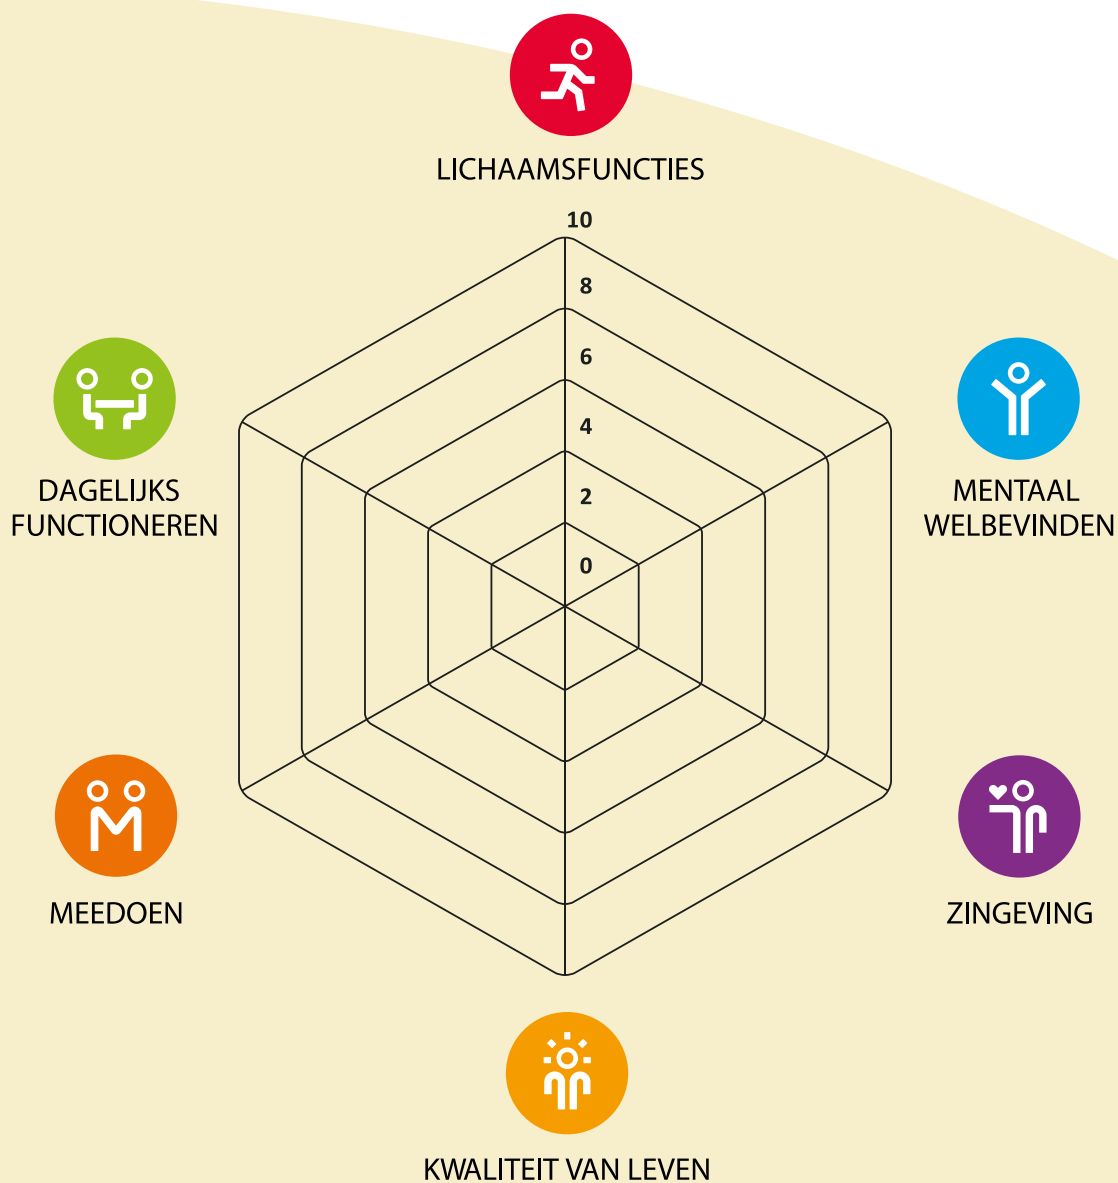 LICHAAMSFUNCTIES
10
8
6
4
2
0
DAGELIJKS
FUNCTIONEREN
MENTAAL
WELBEVINDEN
MEEDOEN
ZINGEVING
KWALITEIT VAN LEVEN